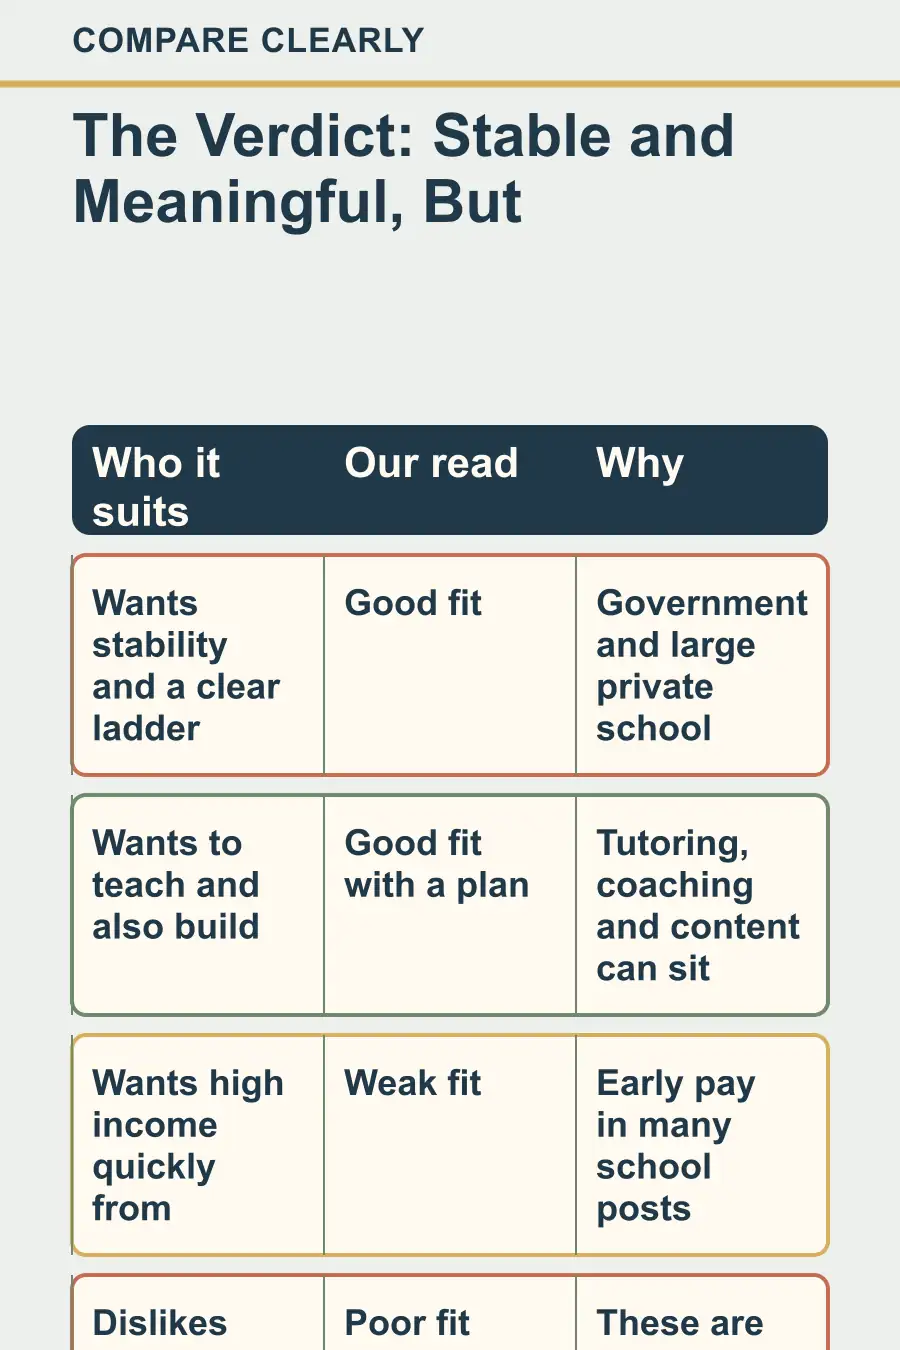 COMPARE CLEARLY
The Verdict: Stable and
Meaningful, But
Who it
suits
Our read
Why
Wants
stability
and a clear
ladder
Good fit
Government
and large
private
school
Wants to
teach and
also build
Good fit
with a plan
Tutoring,
coaching
and content
can sit
Wants high
income
quickly
from
Weak fit
Early pay
in many
school
posts
Dislikes
Poor fit
These are